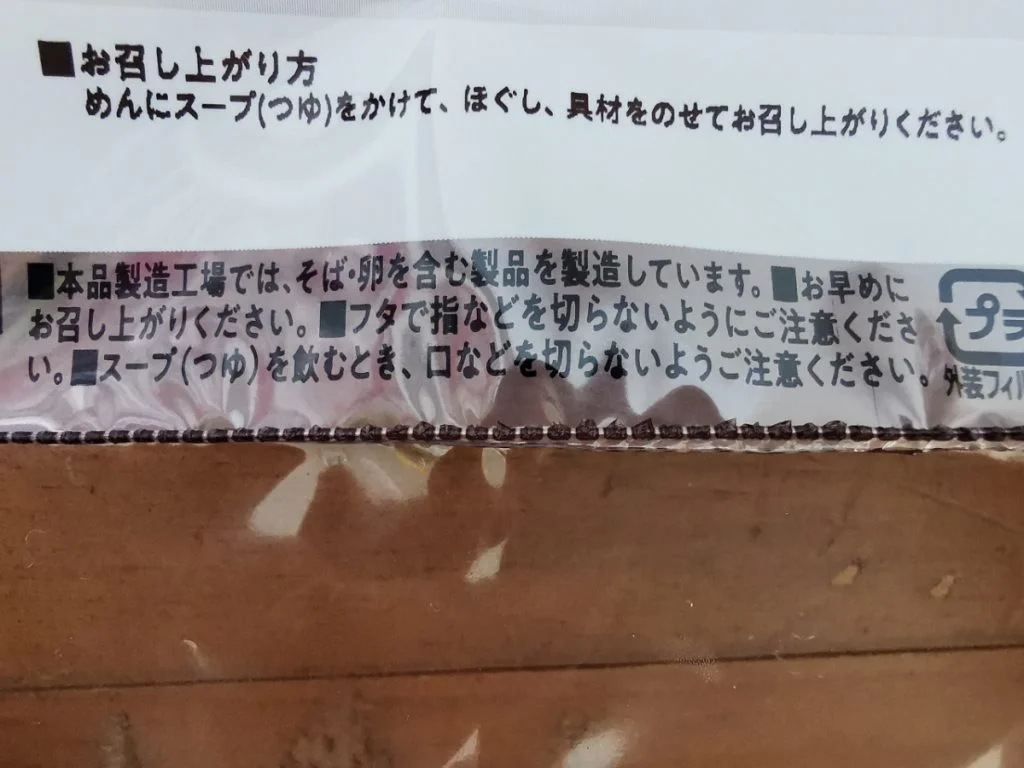 ■お召し上がり方
めんにスープ(つゆ)をかけて、ほぐし、具材をのせてお召し上がりください。
■本品製造工場では、そば・卵を含む製品を製造しています。■お早めに
お召し上がりください。■フタで指などを切らないようにご注意くださ
い。■スープ(つゆ)を飲むとき、口などを切らないようご注意ください。
プラ
外装フィル